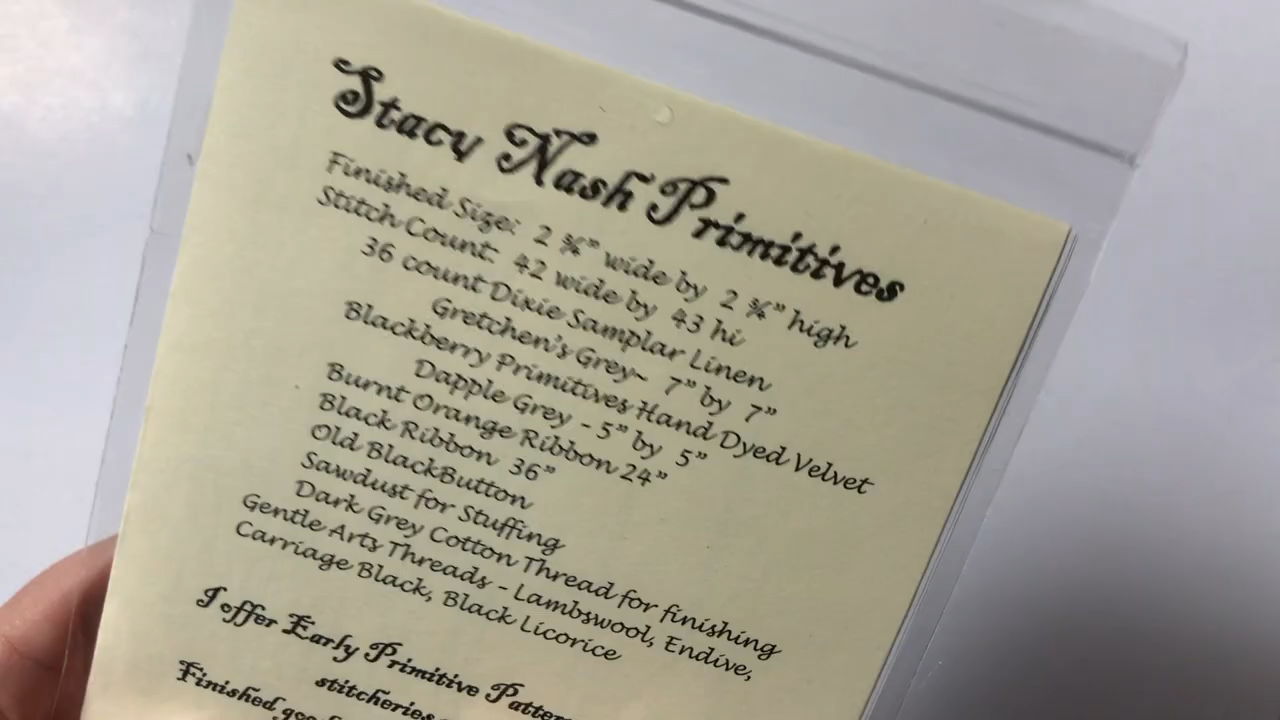 Stacy Nash Primitives
Finished Size: 2 ¾" wide by 2 ¾" high
Stitch Count: 42 wide by 43 hi
36 count Dixie Samplar Linen
Gretchen's Grey~ 7" by 7"
Blackberry Primitives Hand Dyed Velvet
Dapple Grey - 5" by 5"
Burnt Orange Ribbon 24"
Black Ribbon 36"
Old BlackButton
Sawdust for Stuffing
Dark Grey Cotton Thread for finishing
Gentle Arts Threads - Lambswool, Endive,
Carriage Black, Black Licorice
I offer Early Primitive
stitcheries
Finished